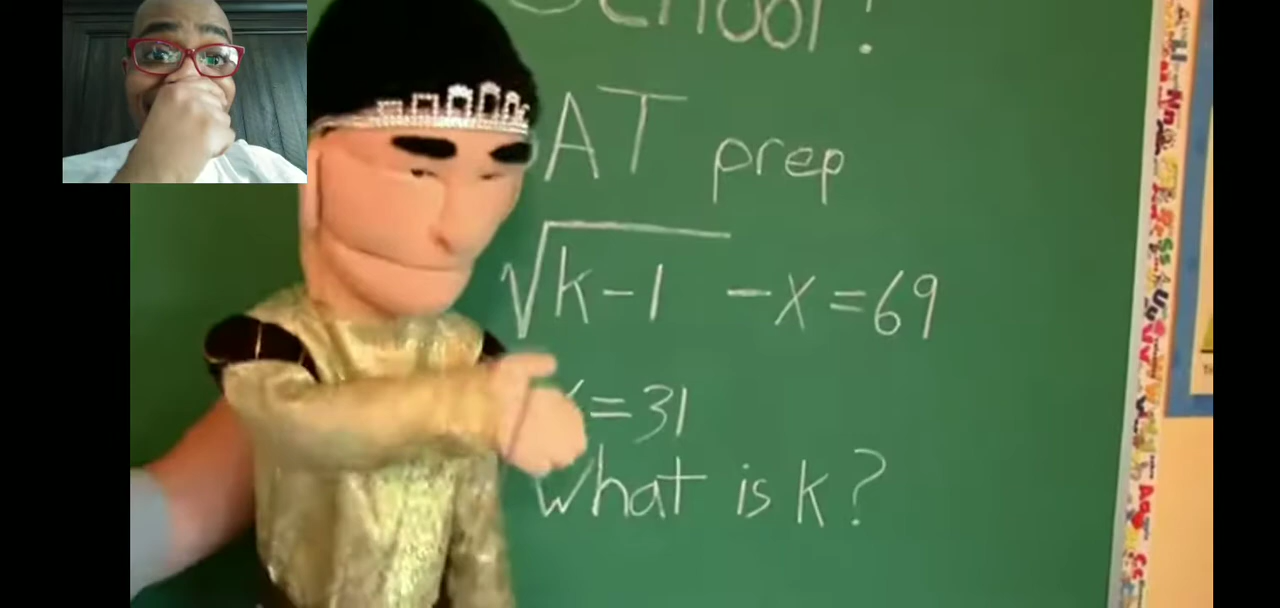 School!
AT prep
√k-1 - x = 69
= 31
What is k?